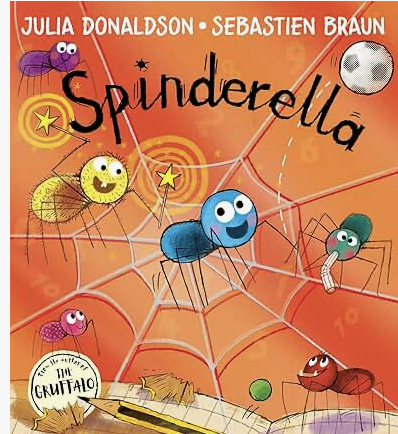 JULIA DONALDSON • SEBASTIEN BRAUN
Spinderella
From the author of
THE
GRUFFALO